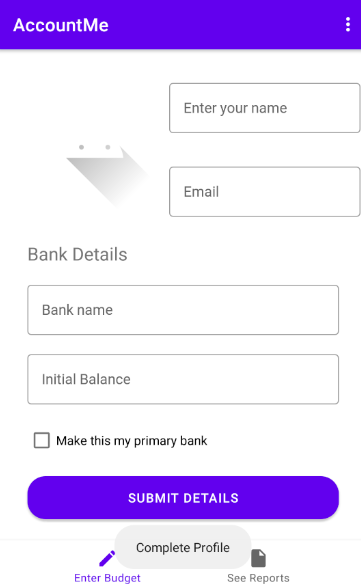 AccountMe
Enter your name
Email
Bank Details
Bank name
Initial Balance
Make this my primary bank
SUBMIT DETAILS
Complete Profile
Enter Budget
See Reports